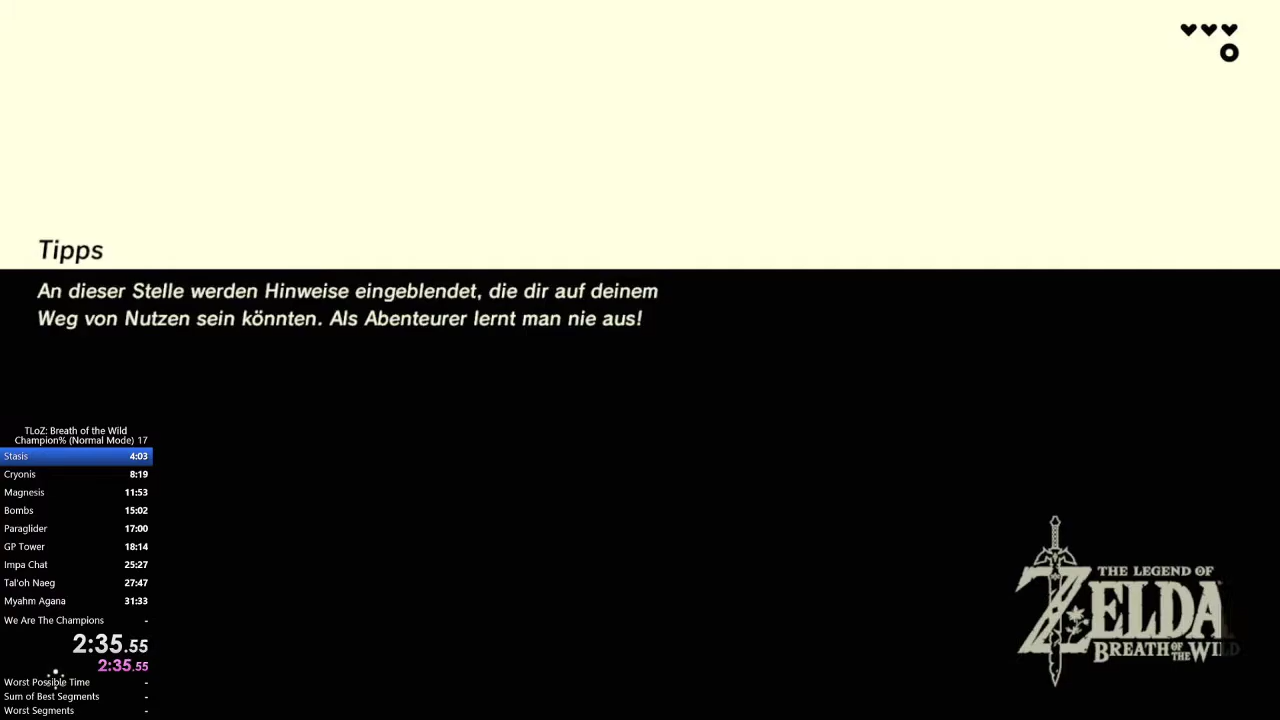 Tipps
An dieser Stelle werden Hinweise eingeblendet, die dir auf deinem
Weg von Nutzen sein könnten. Als Abenteurer lernt man nie aus!
TLoZ: Breath of the Wild
Champion% (Normal Mode) 17
Stasis 4:03
Cryonis 8:19
Magnesis 11:53
Bombs 15:02
Paraglider 17:00
GP Tower 18:14
Impa Chat 25:27
Tal'oh Naeg 27:47
Myahm Agana 31:33
We Are The Champions -
2:35.55
2:35.55
Worst Possible Time -
Sum of Best Segments -
Worst Segments -
THE LEGEND OF
ZELDA
BREATH OF THE WILD